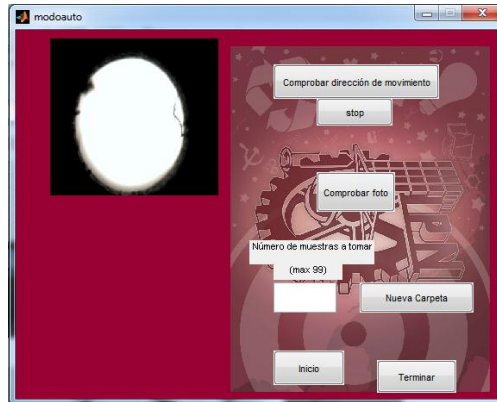 modoauto
Comprobar dirección de movimiento
stop
Comprobar foto
Número de muestras a tomar
(max 99)
Nueva Carpeta
Inicio
Terminar